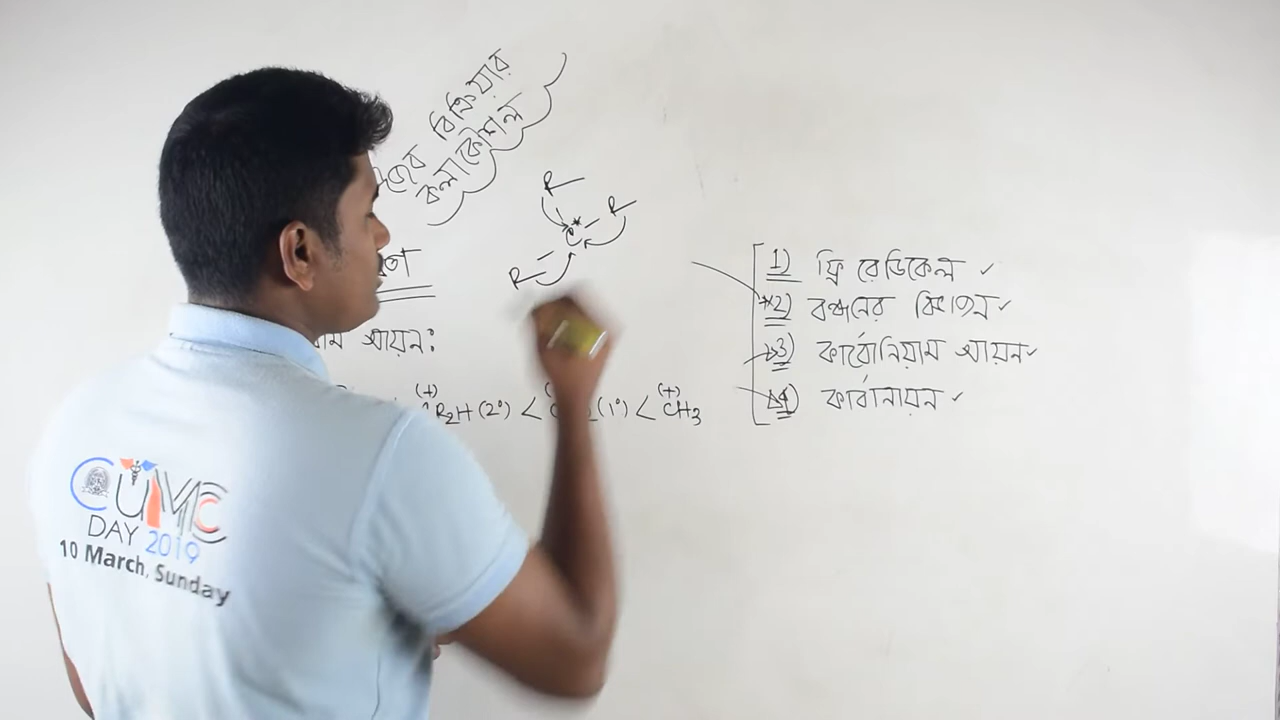 বিক্রিয়ার
কলাকৌশল
R
R
C
R
আয়ন:
(+) (+)
R₂H (2°) < C (1°) < CH₃
1) ফ্রি রেডিকেল ✓
*2) বন্ধনের বিভাজন ✓
3) কার্বোনিয়াম আয়ন ✓
4) কার্বানায়ন ✓
CUMC
DAY 2019
10 March, Sunday